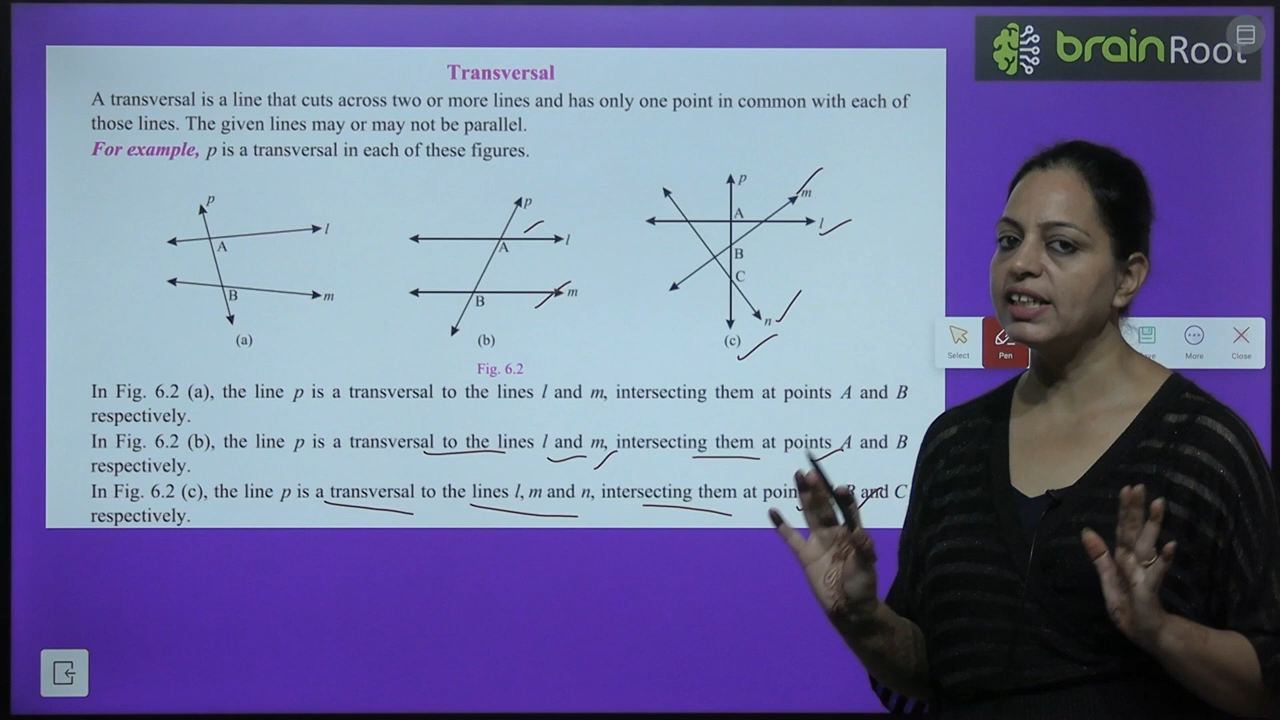 brainRoot
Transversal
A transversal is a line that cuts across two or more lines and has only one point in common with each of
those lines. The given lines may or may not be parallel.
For example, p is a transversal in each of these figures.
p
l
A
B
m
(a)
p
l
A
B
m
(b)
p
m
A
l
B
C
n
(c)
Fig. 6.2
In Fig. 6.2 (a), the line p is a transversal to the lines l and m, intersecting them at points A and B
respectively.
In Fig. 6.2 (b), the line p is a transversal to the lines l and m, intersecting them at points A and B
respectively.
In Fig. 6.2 (c), the line p is a transversal to the lines l, m and n, intersecting them at and C
respectively.
Select
Pen
More
Close